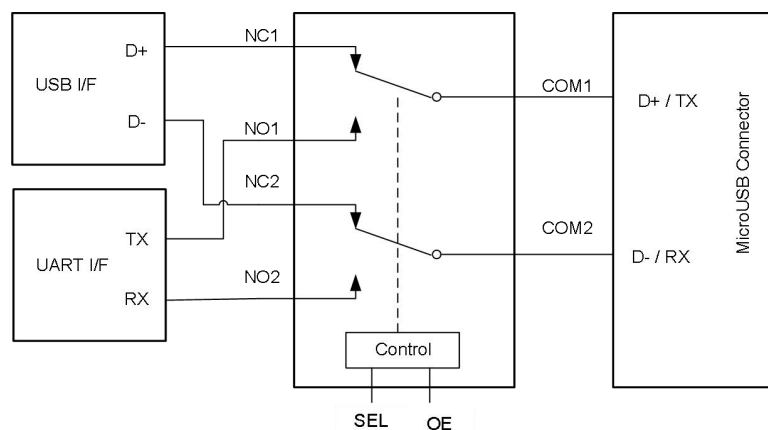 USB I/F
D+
D-
UART I/F
TX
RX
NC1
NO1
NC2
NO2
Control
SEL
OE
COM1
COM2
D+ / TX
D- / RX
MicroUSB Connector